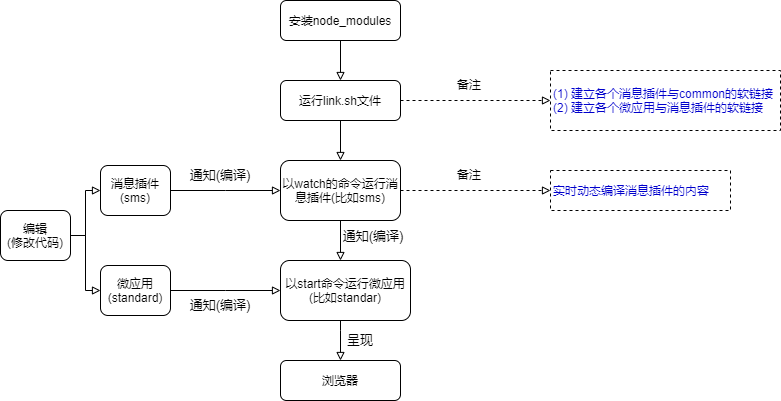 安装node_modules
运行link.sh文件
备注
(1) 建立各个消息插件与common的软链接
(2) 建立各个微应用与消息插件的软链接
消息插件
(sms)
通知(编译)
以watch的命令运行消
息插件(比如sms)
备注
实时动态编译消息插件的内容
编辑
(修改代码)
通知(编译)
微应用
(standard)
通知(编译)
以start命令运行微应用
(比如standar)
呈现
浏览器